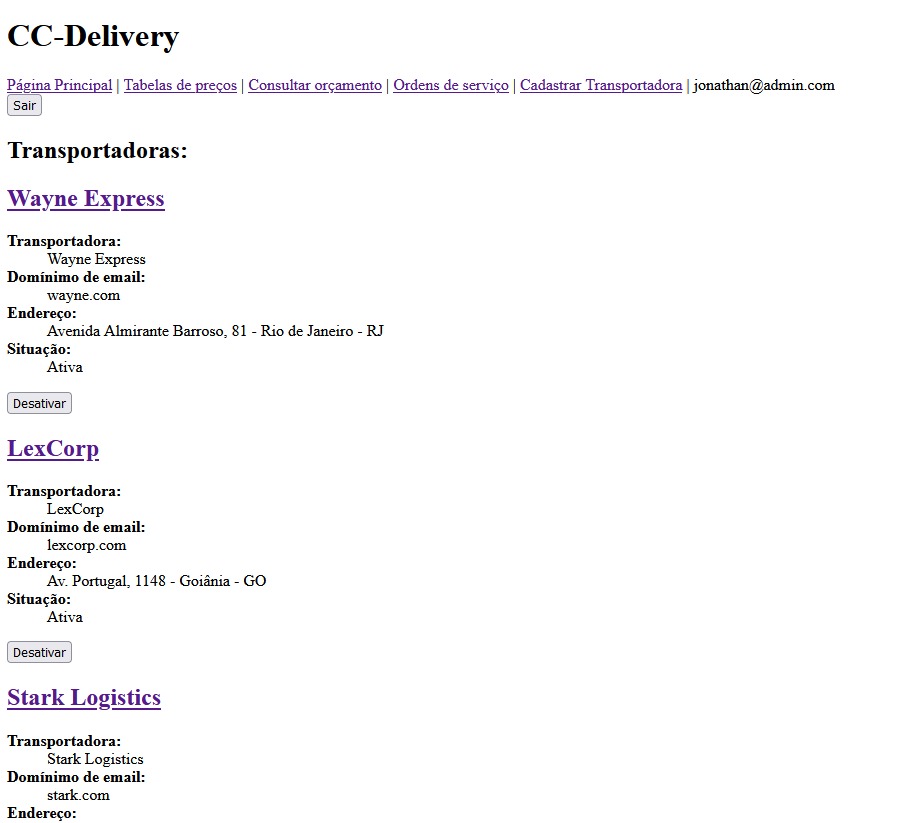 CC-Delivery
Página Principal | Tabelas de preços | Consultar orçamento | Ordens de serviço | Cadastrar Transportadora | jonathan@admin.com
Sair
Transportadoras:
Wayne Express
Transportadora:
Wayne Express
Domínimo de email:
wayne.com
Endereço:
Avenida Almirante Barroso, 81 - Rio de Janeiro - RJ
Situação:
Ativa
Desativar
LexCorp
Transportadora:
LexCorp
Domínimo de email:
lexcorp.com
Endereço:
Av. Portugal, 1148 - Goiânia - GO
Situação:
Ativa
Desativar
Stark Logistics
Transportadora:
Stark Logistics
Domínimo de email:
stark.com
Endereço: